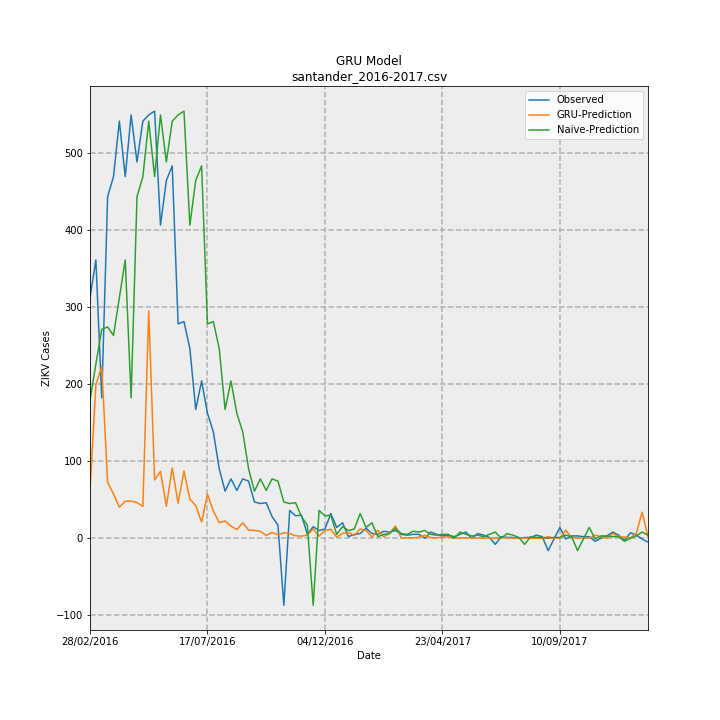 GRU Model
santander_2016-2017.csv
Observed
GRU-Prediction
Naive-Prediction
ZIKV Cases
500
400
300
200
100
0
−100
28/02/2016
17/07/2016
04/12/2016
23/04/2017
10/09/2017
Date